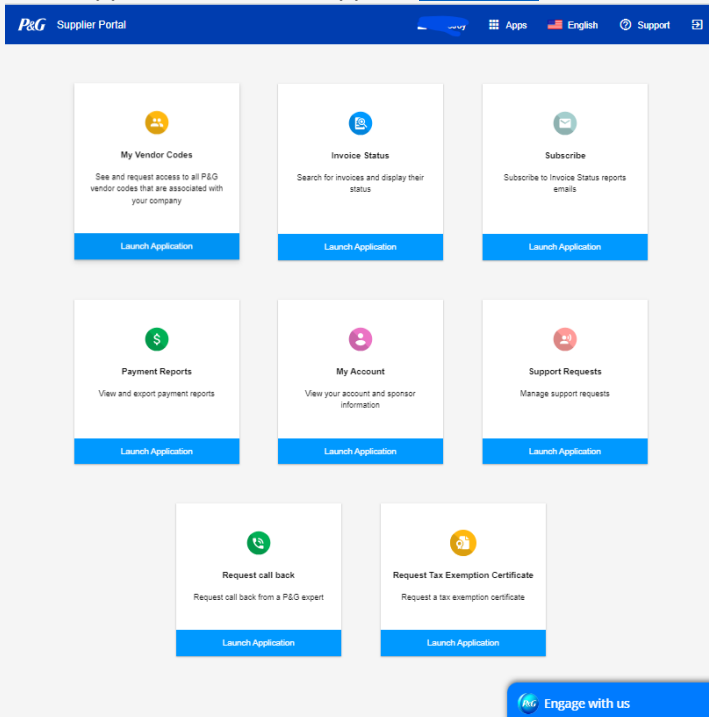 P&G Supplier Portal Apps English Support
My Vendor Codes
See and request access to all P&G
vendor codes that are associated with
your company
Launch Application
Invoice Status
Search for invoices and display their
status
Launch Application
Subscribe
Subscribe to Invoice Status reports
emails
Launch Application
$
Payment Reports
View and export payment reports
Launch Application
My Account
View your account and sponsor
information
Launch Application
Support Requests
Manage support requests
Launch Application
Request call back
Request call back from a P&G expert
Launch Application
Request Tax Exemption Certificate
Request a tax exemption certificate
Launch Application
P&G Engage with us